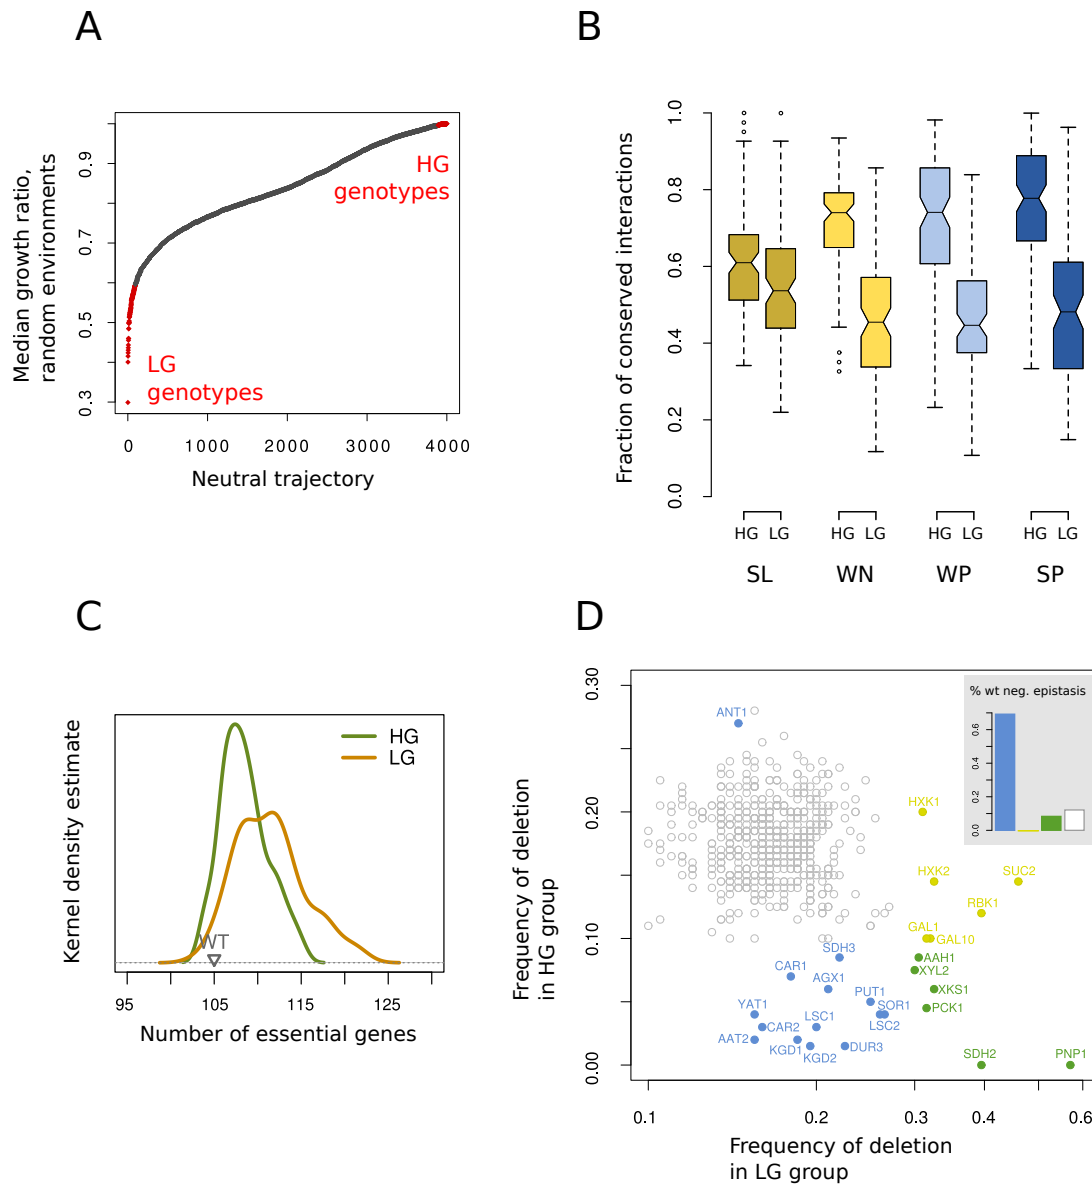 A
Median growth ratio,
random environments
0.3
0.5
0.7
0.9
HG
genotypes
LG
genotypes
0
1000
2000
3000
4000
Neutral trajectory
B
Fraction of conserved interactions
0.0
0.2
0.4
0.6
0.8
1.0
HG
LG
HG
LG
HG
LG
HG
LG
SL
WN
WP
SP
C
Kernel density estimate
HG
LG
WT
95
105
115
125
Number of essential genes
D
Frequency of deletion
in HG group
0.00
0.10
0.20
0.30
% wt neg. epistasis
0.0
0.2
0.4
0.6
ANT1
HXK1
HXK2
SUC2
RBK1
GAL1
GAL10
SDH3
AAH1
CAR1
XYL2
AGX1
XKS1
PUT1
PCK1
YAT1
SOR1
LSC1
LSC2
CAR2
AAT2
KGD1
KGD2
DUR3
SDH2
PNP1
0.1
0.2
0.3
0.4
0.6
Frequency of deletion
in LG group